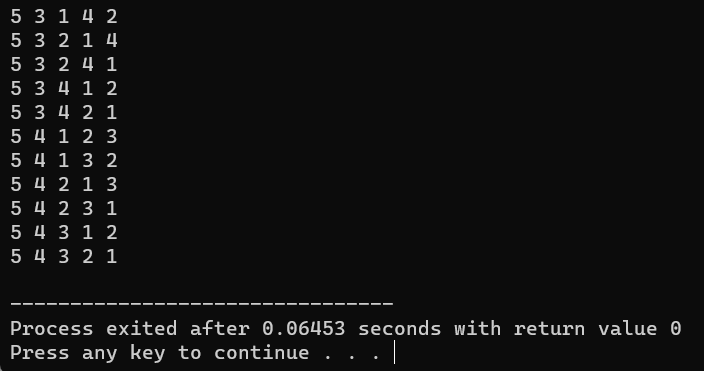 5 3 1 4 2
5 3 2 1 4
5 3 2 4 1
5 3 4 1 2
5 3 4 2 1
5 4 1 2 3
5 4 1 3 2
5 4 2 1 3
5 4 2 3 1
5 4 3 1 2
5 4 3 2 1
--------------------------------
Process exited after 0.06453 seconds with return value 0
Press any key to continue . . .